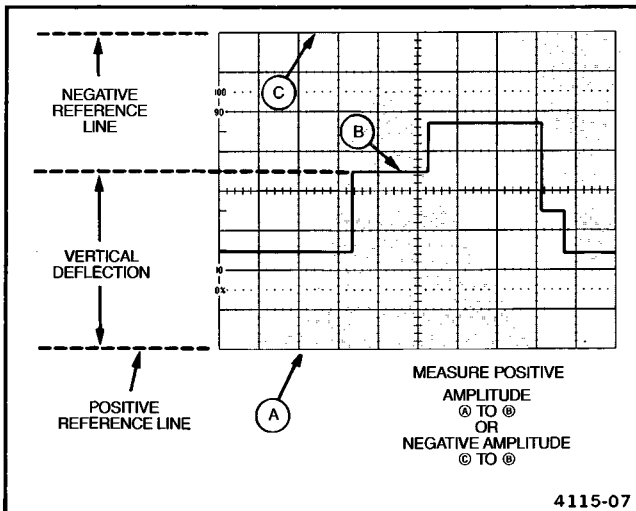 NEGATIVE
REFERENCE
LINE
C
100
90
B
VERTICAL
DEFLECTION
0%
POSITIVE
REFERENCE LINE
A
MEASURE POSITIVE
AMPLITUDE
Ⓐ TO Ⓑ
OR
NEGATIVE AMPLITUDE
Ⓒ TO Ⓑ
4115-07